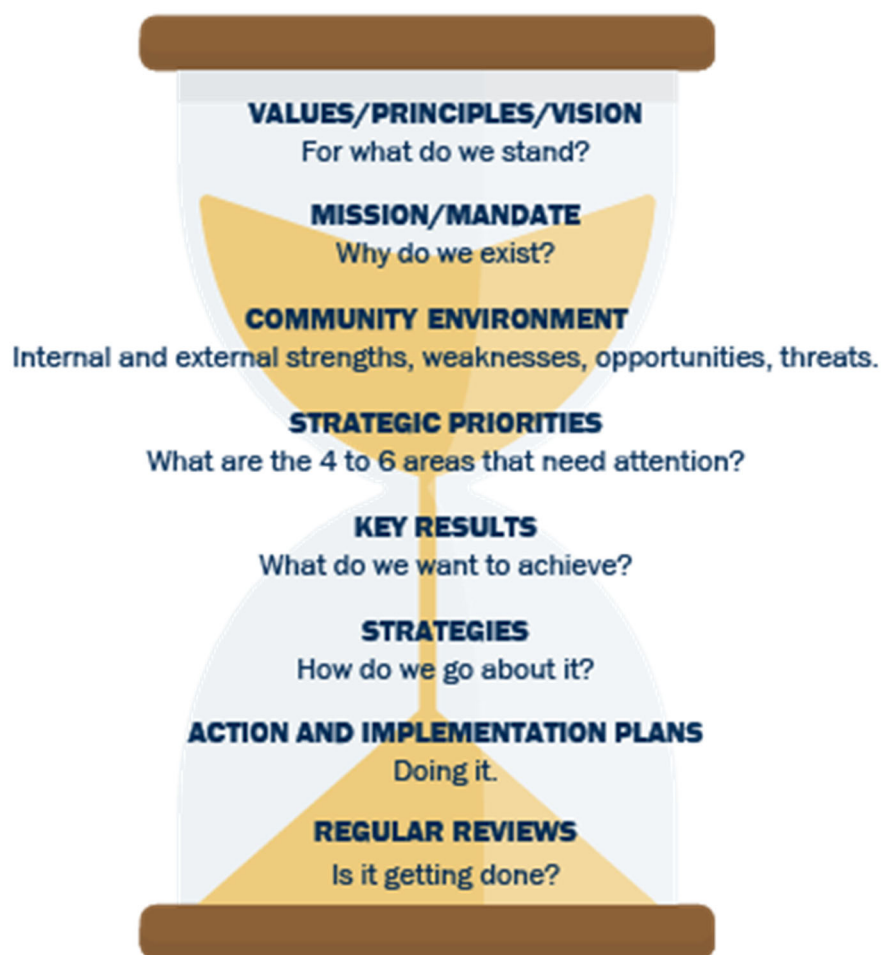 VALUES/PRINCIPLES/VISION
For what do we stand?
MISSION/MANDATE
Why do we exist?
COMMUNITY ENVIRONMENT
Internal and external strengths, weaknesses, opportunities, threats.
STRATEGIC PRIORITIES
What are the 4 to 6 areas that need attention?
KEY RESULTS
What do we want to achieve?
STRATEGIES
How do we go about it?
ACTION AND IMPLEMENTATION PLANS
Doing it.
REGULAR REVIEWS
Is it getting done?